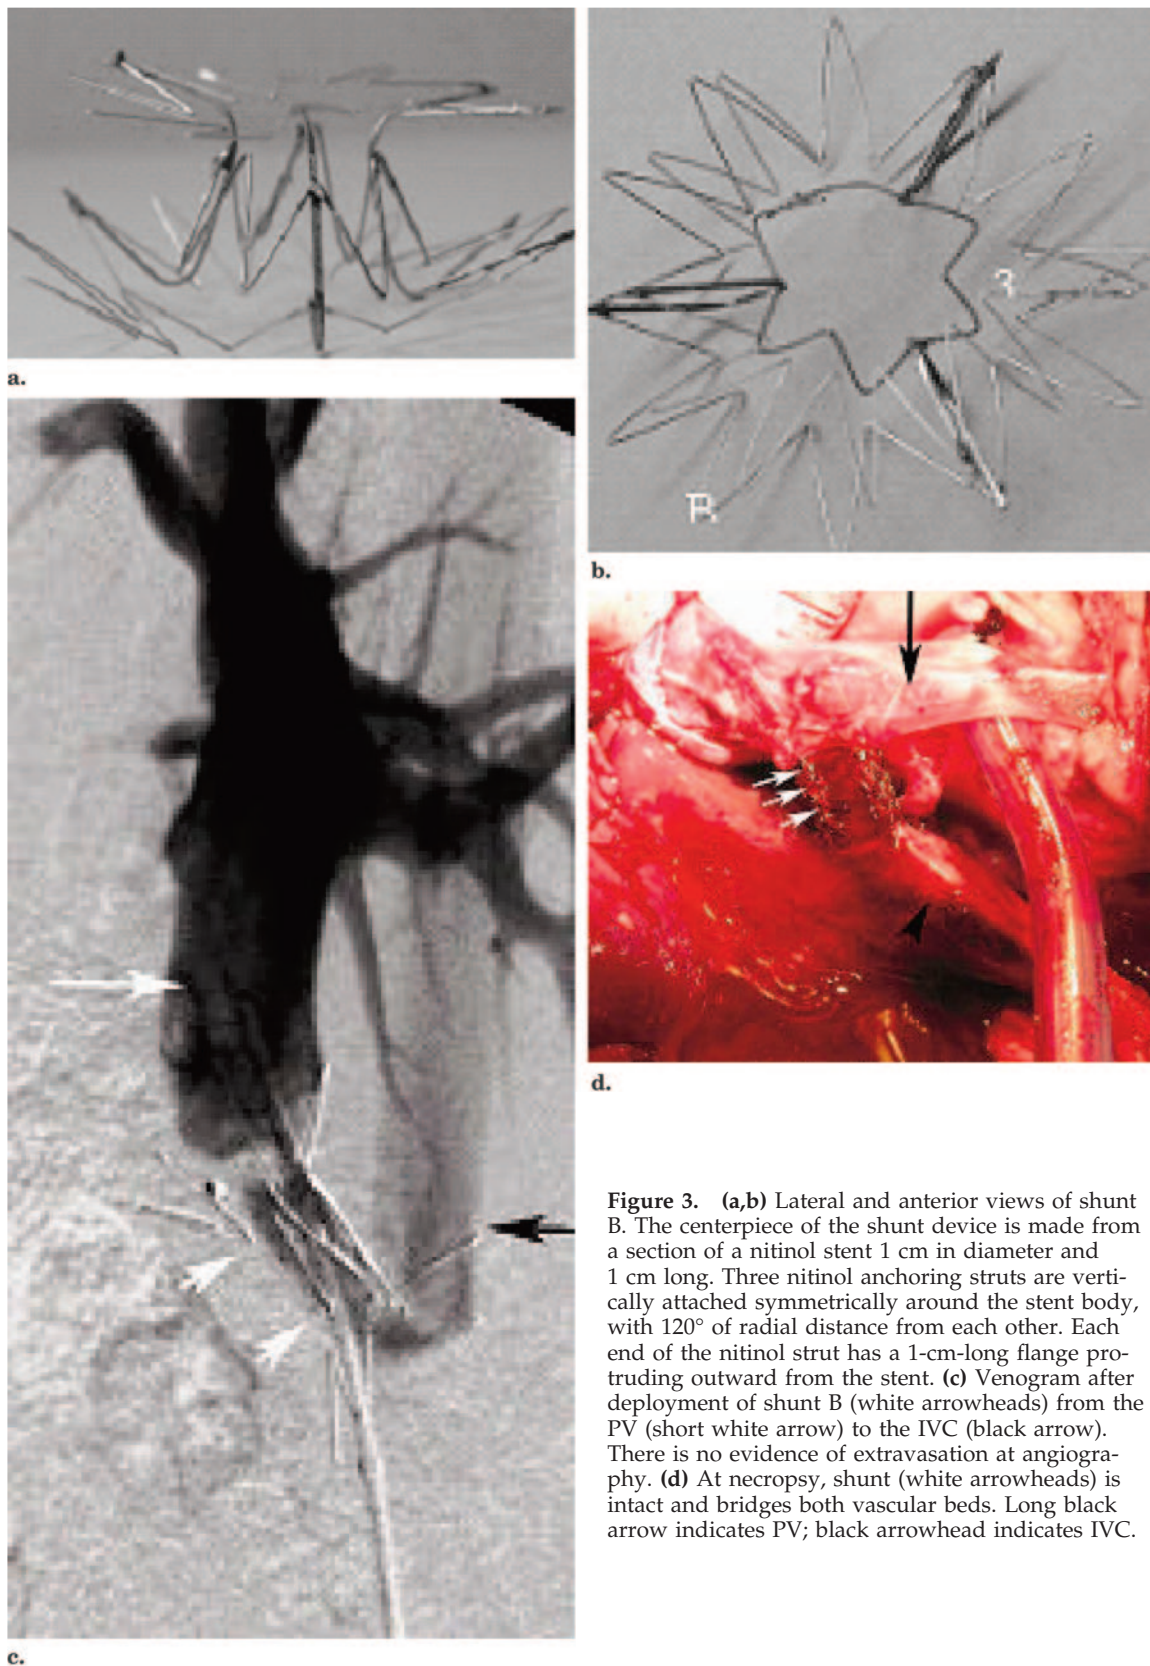 a.
b.
c.
d.
Figure 3. (a,b) Lateral and anterior views of shunt
B. The centerpiece of the shunt device is made from
a section of a nitinol stent 1 cm in diameter and
1 cm long. Three nitinol anchoring struts are verti-
cally attached symmetrically around the stent body,
with 120° of radial distance from each other. Each
end of the nitinol strut has a 1-cm-long flange pro-
truding outward from the stent. (c) Venogram after
deployment of shunt B (white arrowheads) from the
PV (short white arrow) to the IVC (black arrow).
There is no evidence of extravasation at angiogra-
phy. (d) At necropsy, shunt (white arrowheads) is
intact and bridges both vascular beds. Long black
arrow indicates PV; black arrowhead indicates IVC.